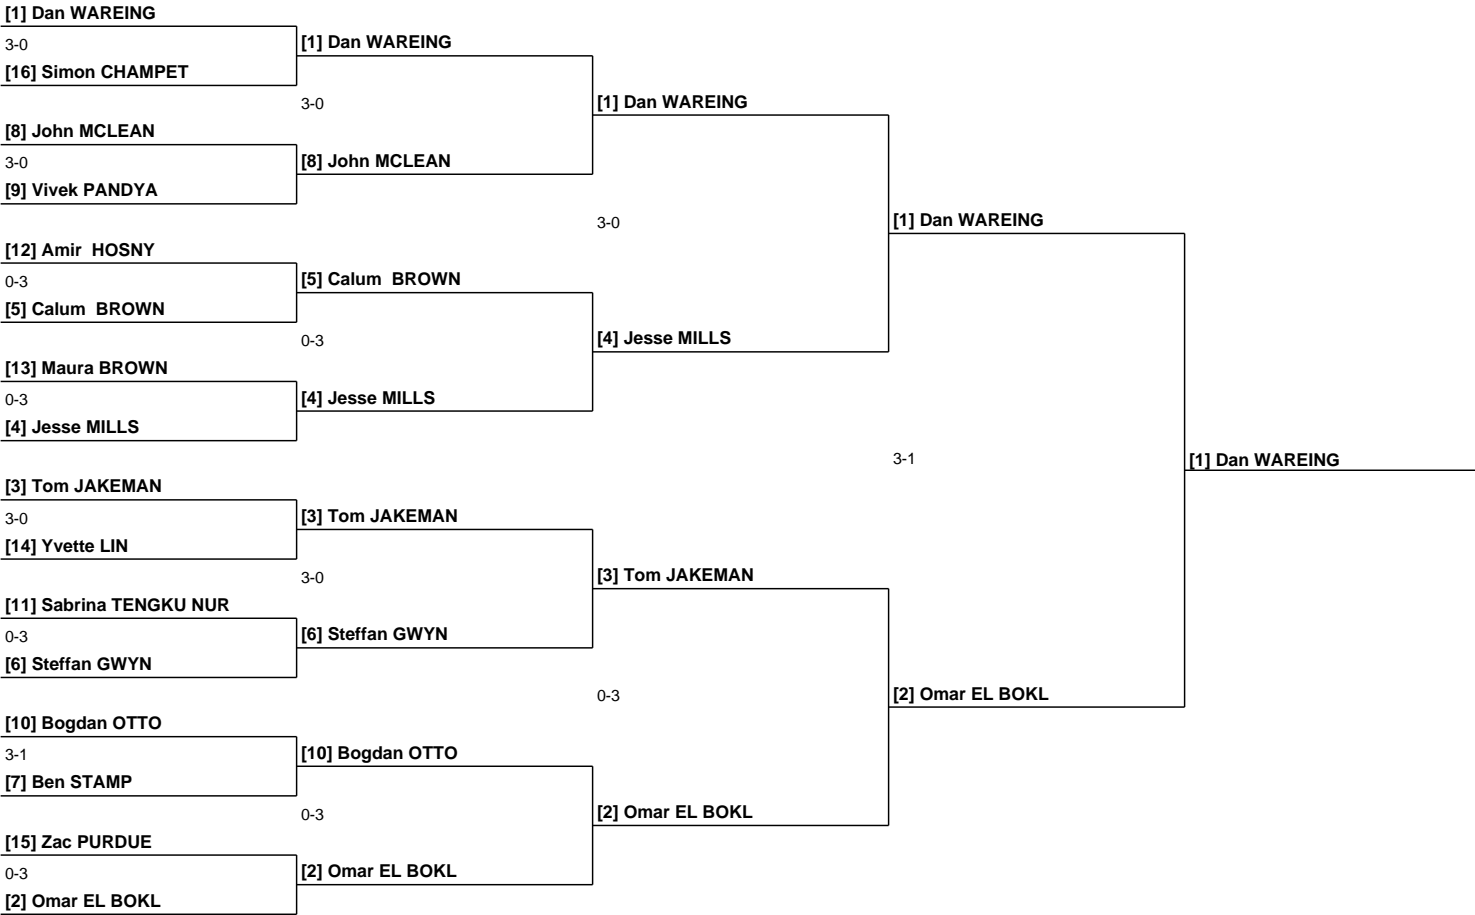 [1] Dan WAREING
3-0
[16] Simon CHAMPET
[8] John MCLEAN
3-0
[9] Vivek PANDYA
[12] Amir  HOSNY
0-3
[5] Calum  BROWN
[13] Maura BROWN
0-3
[4] Jesse MILLS
[3] Tom JAKEMAN
3-0
[14] Yvette LIN
[11] Sabrina TENGKU NUR
0-3
[6] Steffan GWYN
[10] Bogdan OTTO
3-1
[7] Ben STAMP
[15] Zac PURDUE
0-3
[2] Omar EL BOKL
[1] Dan WAREING
3-0
[8] John MCLEAN
[5] Calum  BROWN
0-3
[4] Jesse MILLS
[3] Tom JAKEMAN
3-0
[6] Steffan GWYN
[10] Bogdan OTTO
0-3
[2] Omar EL BOKL
[1] Dan WAREING
3-0
[4] Jesse MILLS
[3] Tom JAKEMAN
0-3
[2] Omar EL BOKL
[1] Dan WAREING
3-1
[2] Omar EL BOKL
[1] Dan WAREING